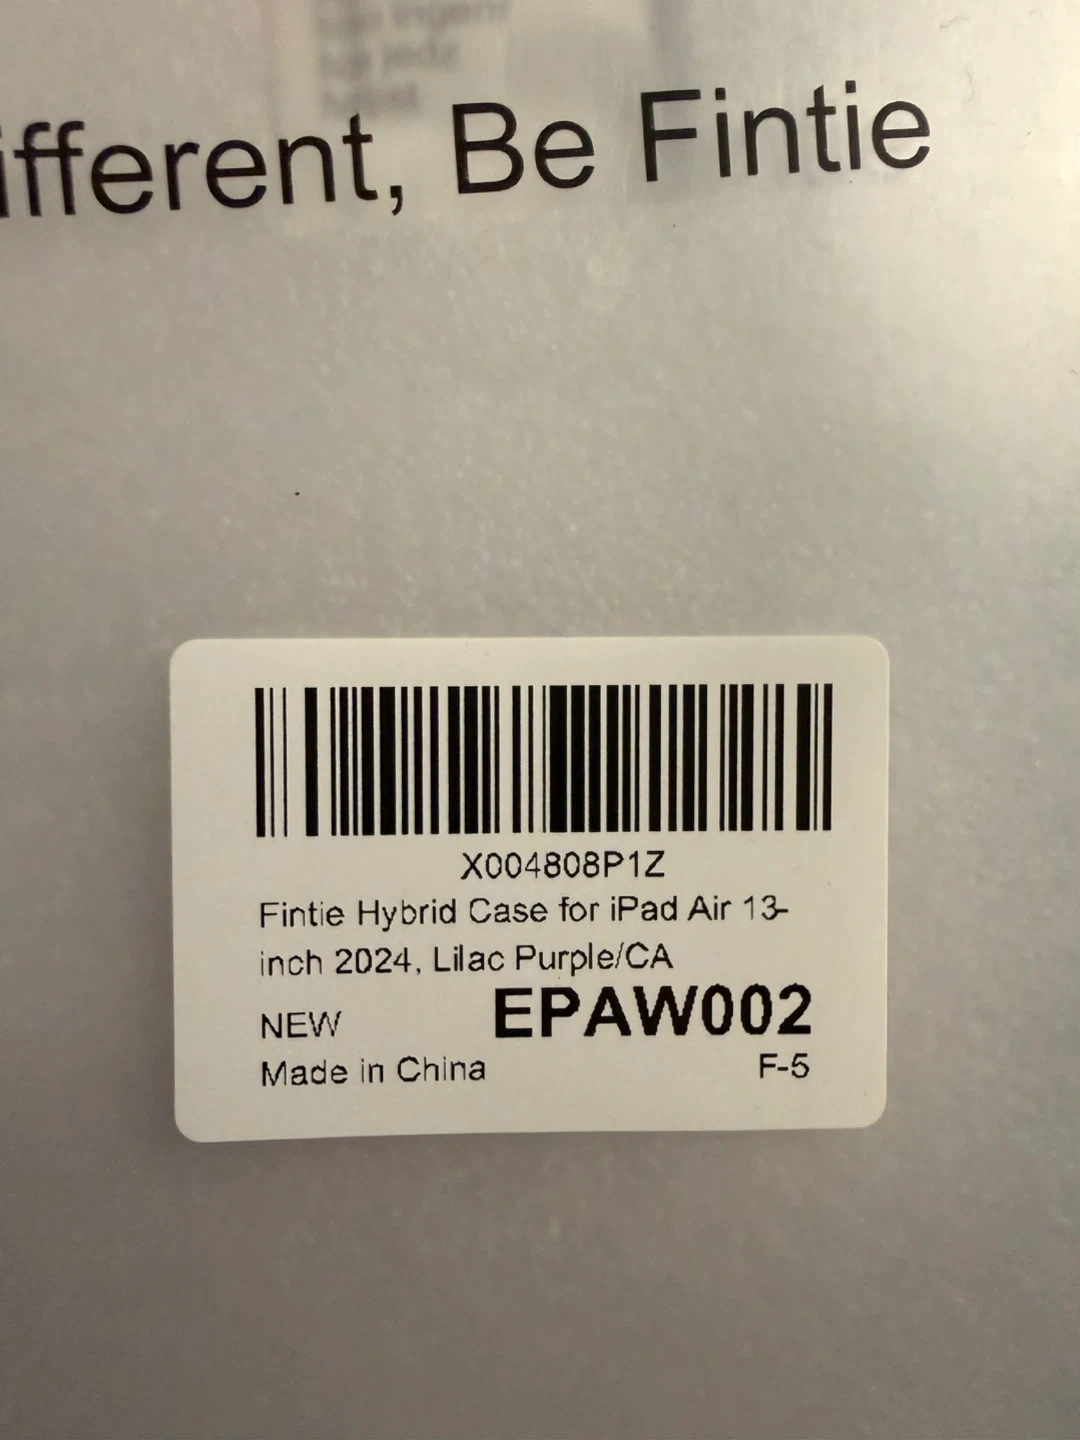 ifferent, Be Fintie
X004808P1Z
Fintie Hybrid Case for iPad Air 13-
inch 2024, Lilac Purple/CA
NEW EPAW002
Made in China F-5